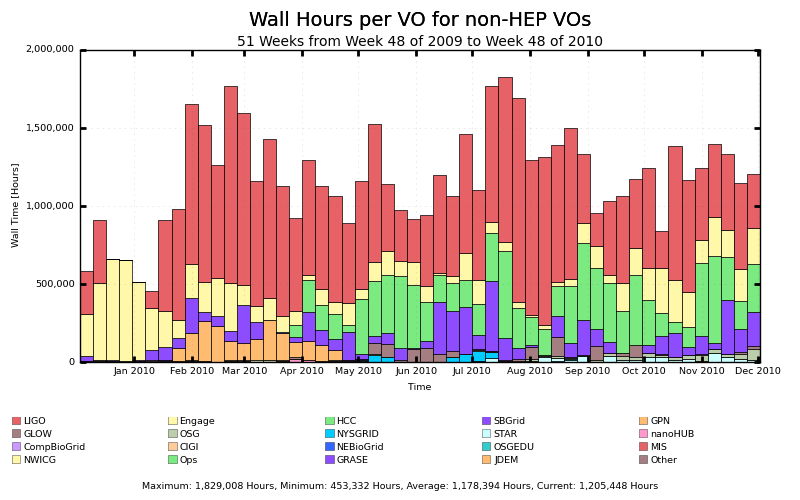 Wall Hours per VO for non-HEP VOs
51 Weeks from Week 48 of 2009 to Week 48 of 2010
2,000,000
1,500,000
1,000,000
500,000
0
Wall Time [Hours]
Jan 2010 Feb 2010 Mar 2010 Apr 2010 May 2010 Jun 2010 Jul 2010 Aug 2010 Sep 2010 Oct 2010 Nov 2010 Dec 2010
Time
LIGO Engage HCC SBGrid GPN
GLOW OSG NYSGRID STAR nanoHUB
CompBioGrid CIGI NEBioGrid OSGEDU MIS
NWICG Ops GRASE JDEM Other
Maximum: 1,829,008 Hours, Minimum: 453,332 Hours, Average: 1,178,394 Hours, Current: 1,205,448 Hours